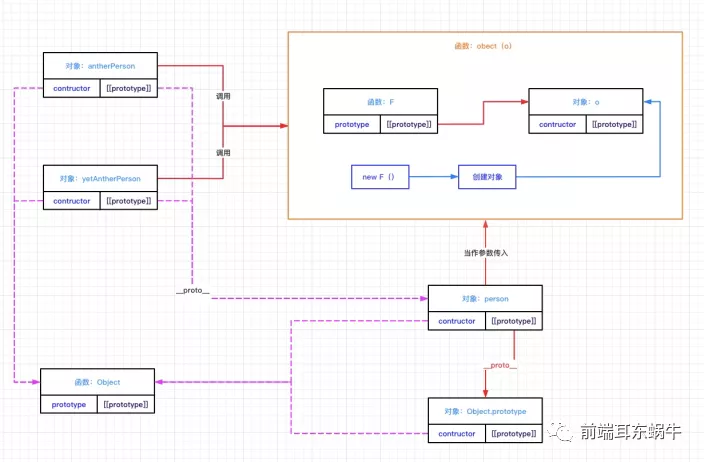 对象：antherPerson
contructor [[prototype]]
调用
函数：obect（o）
函数：F
prototype [[prototype]]
对象：o
contructor [[prototype]]
调用
对象：yetAntherPerson
contructor [[prototype]]
new F（）
创建对象
当作参数传入
__proto__
对象：person
contructor [[prototype]]
__proto__
函数：Object
prototype [[prototype]]
对象：Object.prototype
contructor [[prototype]]
前端耳东蜗牛